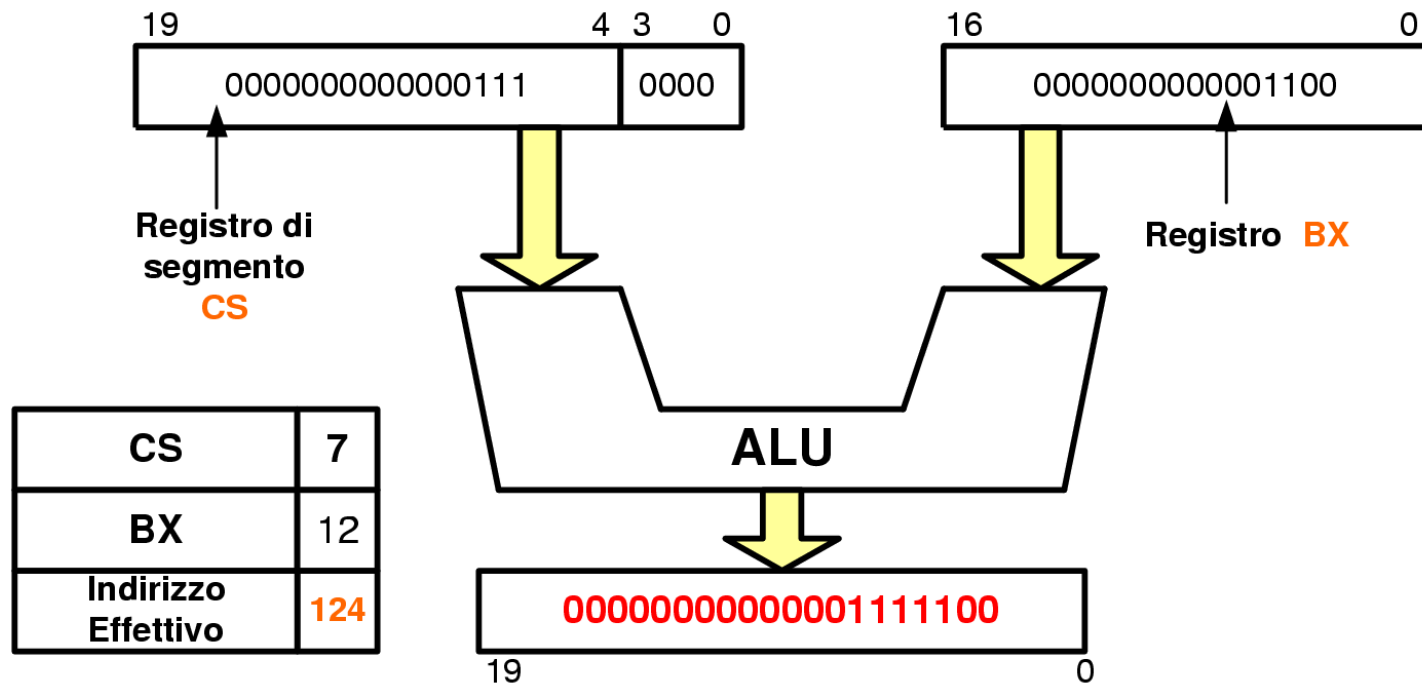 19 4 3 0
16 0
0000000000000111 0000
0000000000001100
Registro di
segmento
CS
Registro BX
ALU
CS 7
BX 12
Indirizzo
Effettivo
124
00000000000001111100
19 0